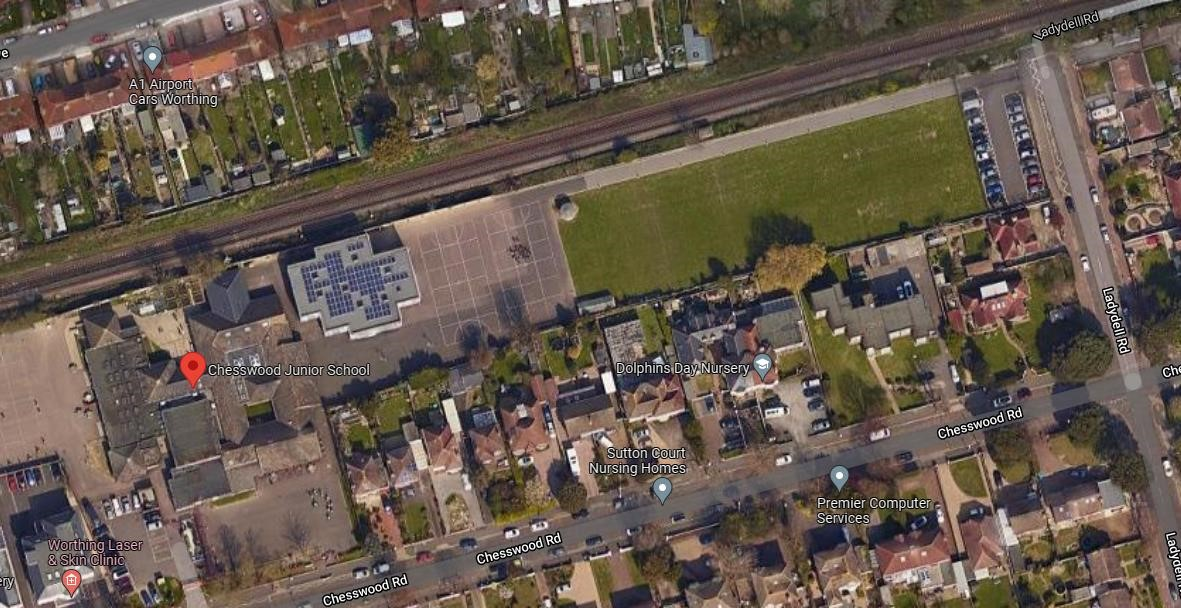 Ladydell Rd
A1 Airport
Cars Worthing
Ladydell Rd
Chesswood Junior School
Dolphins Day Nursery
Chesswood Rd
Sutton Court
Nursing Homes
Premier Computer
Services
Chesswood Rd
Worthing Laser
& Skin Clinic
Chesswood Rd